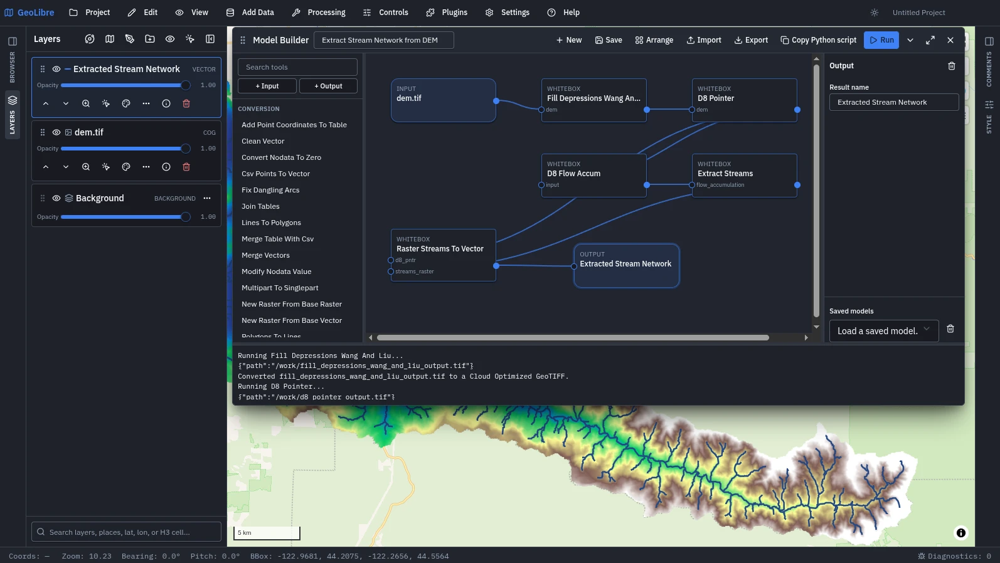 GeoLibre
Project
Edit
View
Add Data
Processing
Controls
Plugins
Settings
Help
Untitled Project
BROWSER
LAYERS
Layers
Extracted Stream Network
VECTOR
Opacity
1.00
dem.tif
COG
Opacity
1.00
Background
BACKGROUND
Opacity
1.00
Search layers, places, lat, lon, or H3 cell...
Model Builder
Extract Stream Network from DEM
+ New
Save
Arrange
Import
Export
Copy Python script
Run
Search tools
+ Input
+ Output
CONVERSION
Add Point Coordinates To Table
Clean Vector
Convert Nodata To Zero
Csv Points To Vector
Fix Dangling Arcs
Join Tables
Lines To Polygons
Merge Table With Csv
Merge Vectors
Modify Nodata Value
Multipart To Singlepart
New Raster From Base Raster
New Raster From Base Vector
Polygons To Lines
INPUT
dem.tif
WHITEBOX
Fill Depressions Wang An...
dem
WHITEBOX
D8 Pointer
dem
WHITEBOX
D8 Flow Accum
input
WHITEBOX
Extract Streams
flow_accumulation
WHITEBOX
Raster Streams To Vector
d8_pntr
streams_raster
OUTPUT
Extracted Stream Network
Output
Result name
Extracted Stream Network
Saved models
Load a saved model.
Running Fill Depressions Wang And Liu...
{"path":"/work/fill_depressions_wang_and_liu_output.tif"}
Converted fill_depressions_wang_and_liu_output.tif to a Cloud Optimized GeoTIFF.
Running D8 Pointer...
{"path":"/work/d8_pointer_output.tif"}
COMMENTS
STYLE
5 km
Coords: — Zoom: 10.23 Bearing: 0.0° Pitch: 0.0° BBox: -122.9681, 44.2075, -122.2656, 44.5564
Diagnostics: 0